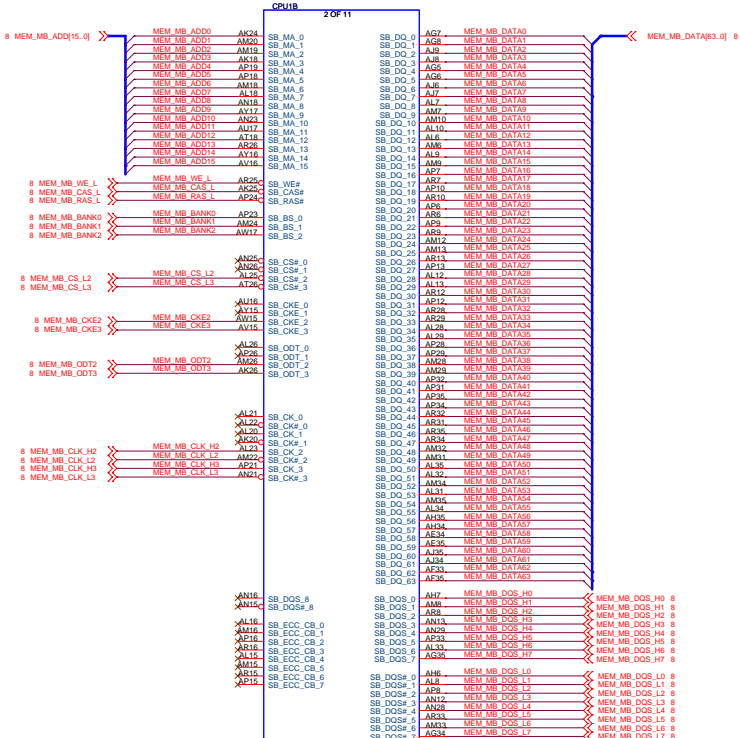 CPU1B
2 OF 11
8 MEM_MB_ADD[15..0]
MEM_MB_ADD0 AK24 SB_MA_0
MEM_MB_ADD1 AM20 SB_MA_1
MEM_MB_ADD2 AM19 SB_MA_2
MEM_MB_ADD3 AK18 SB_MA_3
MEM_MB_ADD4 AP19 SB_MA_4
MEM_MB_ADD5 AP18 SB_MA_5
MEM_MB_ADD6 AM18 SB_MA_6
MEM_MB_ADD7 AL18 SB_MA_7
MEM_MB_ADD8 AN18 SB_MA_8
MEM_MB_ADD9 AY17 SB_MA_9
MEM_MB_ADD10 AN23 SB_MA_10
MEM_MB_ADD11 AU17 SB_MA_11
MEM_MB_ADD12 AT18 SB_MA_12
MEM_MB_ADD13 AR26 SB_MA_13
MEM_MB_ADD14 AY16 SB_MA_14
MEM_MB_ADD15 AV16 SB_MA_15
8 MEM_MB_WE_L MEM_MB_WE_L AR25 SB_WE#
8 MEM_MB_CAS_L MEM_MB_CAS_L AK25 SB_CAS#
8 MEM_MB_RAS_L MEM_MB_RAS_L AP24 SB_RAS#
8 MEM_MB_BANK0 MEM_MB_BANK0 AP23 SB_BS_0
8 MEM_MB_BANK1 MEM_MB_BANK1 AM24 SB_BS_1
8 MEM_MB_BANK2 MEM_MB_BANK2 AW17 SB_BS_2
AN25 SB_CS#_0
AN26 SB_CS#_1
8 MEM_MB_CS_L2 MEM_MB_CS_L2 AL25 SB_CS#_2
8 MEM_MB_CS_L3 MEM_MB_CS_L3 AT26 SB_CS#_3
AU16 SB_CKE_0
AY15 SB_CKE_1
8 MEM_MB_CKE2 MEM_MB_CKE2 AW15 SB_CKE_2
8 MEM_MB_CKE3 MEM_MB_CKE3 AV15 SB_CKE_3
AL26 SB_ODT_0
AP26 SB_ODT_1
8 MEM_MB_ODT2 MEM_MB_ODT2 AM26 SB_ODT_2
8 MEM_MB_ODT3 MEM_MB_ODT3 AK26 SB_ODT_3
AL21 SB_CK_0
AL22 SB_CK#_0
AL20 SB_CK_1
AK20 SB_CK#_1
8 MEM_MB_CLK_H2 MEM_MB_CLK_H2 AL23 SB_CK_2
8 MEM_MB_CLK_L2 MEM_MB_CLK_L2 AM22 SB_CK#_2
8 MEM_MB_CLK_H3 MEM_MB_CLK_H3 AP21 SB_CK_3
8 MEM_MB_CLK_L3 MEM_MB_CLK_L3 AN21 SB_CK#_3
AN16 SB_DQS_8
AN15 SB_DQS#_8
AL16 SB_ECC_CB_0
AM16 SB_ECC_CB_1
AP16 SB_ECC_CB_2
AR16 SB_ECC_CB_3
AL15 SB_ECC_CB_4
AM15 SB_ECC_CB_5
AR15 SB_ECC_CB_6
AP15 SB_ECC_CB_7
MEM_MB_DATA[63..0] 8
SB_DQ_0 AG7 MEM_MB_DATA0
SB_DQ_1 AG8 MEM_MB_DATA1
SB_DQ_2 AJ9 MEM_MB_DATA2
SB_DQ_3 AJ8 MEM_MB_DATA3
SB_DQ_4 AG5 MEM_MB_DATA4
SB_DQ_5 AG6 MEM_MB_DATA5
SB_DQ_6 AJ6 MEM_MB_DATA6
SB_DQ_7 AJ7 MEM_MB_DATA7
SB_DQ_8 AL7 MEM_MB_DATA8
SB_DQ_9 AM7 MEM_MB_DATA9
SB_DQ_10 AM10 MEM_MB_DATA10
SB_DQ_11 AL10 MEM_MB_DATA11
SB_DQ_12 AL6 MEM_MB_DATA12
SB_DQ_13 AM6 MEM_MB_DATA13
SB_DQ_14 AL9 MEM_MB_DATA14
SB_DQ_15 AM9 MEM_MB_DATA15
SB_DQ_16 AP7 MEM_MB_DATA16
SB_DQ_17 AR7 MEM_MB_DATA17
SB_DQ_18 AP10 MEM_MB_DATA18
SB_DQ_19 AR10 MEM_MB_DATA19
SB_DQ_20 AP6 MEM_MB_DATA20
SB_DQ_21 AR6 MEM_MB_DATA21
SB_DQ_22 AP9 MEM_MB_DATA22
SB_DQ_23 AR9 MEM_MB_DATA23
SB_DQ_24 AM12 MEM_MB_DATA24
SB_DQ_25 AM13 MEM_MB_DATA25
SB_DQ_26 AR13 MEM_MB_DATA26
SB_DQ_27 AP13 MEM_MB_DATA27
SB_DQ_28 AL12 MEM_MB_DATA28
SB_DQ_29 AL13 MEM_MB_DATA29
SB_DQ_30 AR12 MEM_MB_DATA30
SB_DQ_31 AP12 MEM_MB_DATA31
SB_DQ_32 AR28 MEM_MB_DATA32
SB_DQ_33 AR29 MEM_MB_DATA33
SB_DQ_34 AL28 MEM_MB_DATA34
SB_DQ_35 AL29 MEM_MB_DATA35
SB_DQ_36 AP28 MEM_MB_DATA36
SB_DQ_37 AP29 MEM_MB_DATA37
SB_DQ_38 AM28 MEM_MB_DATA38
SB_DQ_39 AM29 MEM_MB_DATA39
SB_DQ_40 AP32 MEM_MB_DATA40
SB_DQ_41 AP31 MEM_MB_DATA41
SB_DQ_42 AP35 MEM_MB_DATA42
SB_DQ_43 AP34 MEM_MB_DATA43
SB_DQ_44 AR32 MEM_MB_DATA44
SB_DQ_45 AR31 MEM_MB_DATA45
SB_DQ_46 AR35 MEM_MB_DATA46
SB_DQ_47 AR34 MEM_MB_DATA47
SB_DQ_48 AM32 MEM_MB_DATA48
SB_DQ_49 AM31 MEM_MB_DATA49
SB_DQ_50 AL35 MEM_MB_DATA50
SB_DQ_51 AL32 MEM_MB_DATA51
SB_DQ_52 AM34 MEM_MB_DATA52
SB_DQ_53 AL31 MEM_MB_DATA53
SB_DQ_54 AM35 MEM_MB_DATA54
SB_DQ_55 AL34 MEM_MB_DATA55
SB_DQ_56 AH35 MEM_MB_DATA56
SB_DQ_57 AH34 MEM_MB_DATA57
SB_DQ_58 AE34 MEM_MB_DATA58
SB_DQ_59 AE35 MEM_MB_DATA59
SB_DQ_60 AJ35 MEM_MB_DATA60
SB_DQ_61 AJ34 MEM_MB_DATA61
SB_DQ_62 AF33 MEM_MB_DATA62
SB_DQ_63 AF35 MEM_MB_DATA63
SB_DQS_0 AH7 MEM_MB_DQS_H0 MEM_MB_DQS_H0 8
SB_DQS_1 AM8 MEM_MB_DQS_H1 MEM_MB_DQS_H1 8
SB_DQS_2 AR8 MEM_MB_DQS_H2 MEM_MB_DQS_H2 8
SB_DQS_3 AN13 MEM_MB_DQS_H3 MEM_MB_DQS_H3 8
SB_DQS_4 AN29 MEM_MB_DQS_H4 MEM_MB_DQS_H4 8
SB_DQS_5 AP33 MEM_MB_DQS_H5 MEM_MB_DQS_H5 8
SB_DQS_6 AL33 MEM_MB_DQS_H6 MEM_MB_DQS_H6 8
SB_DQS_7 AG35 MEM_MB_DQS_H7 MEM_MB_DQS_H7 8
SB_DQS#_0 AH6 MEM_MB_DQS_L0 MEM_MB_DQS_L0 8
SB_DQS#_1 AL8 MEM_MB_DQS_L1 MEM_MB_DQS_L1 8
SB_DQS#_2 AP8 MEM_MB_DQS_L2 MEM_MB_DQS_L2 8
SB_DQS#_3 AN12 MEM_MB_DQS_L3 MEM_MB_DQS_L3 8
SB_DQS#_4 AN28 MEM_MB_DQS_L4 MEM_MB_DQS_L4 8
SB_DQS#_5 AR33 MEM_MB_DQS_L5 MEM_MB_DQS_L5 8
SB_DQS#_6 AM33 MEM_MB_DQS_L6 MEM_MB_DQS_L6 8
SB_DQS#_7 AG34 MEM_MB_DQS_L7 MEM_MB_DQS_L7 8